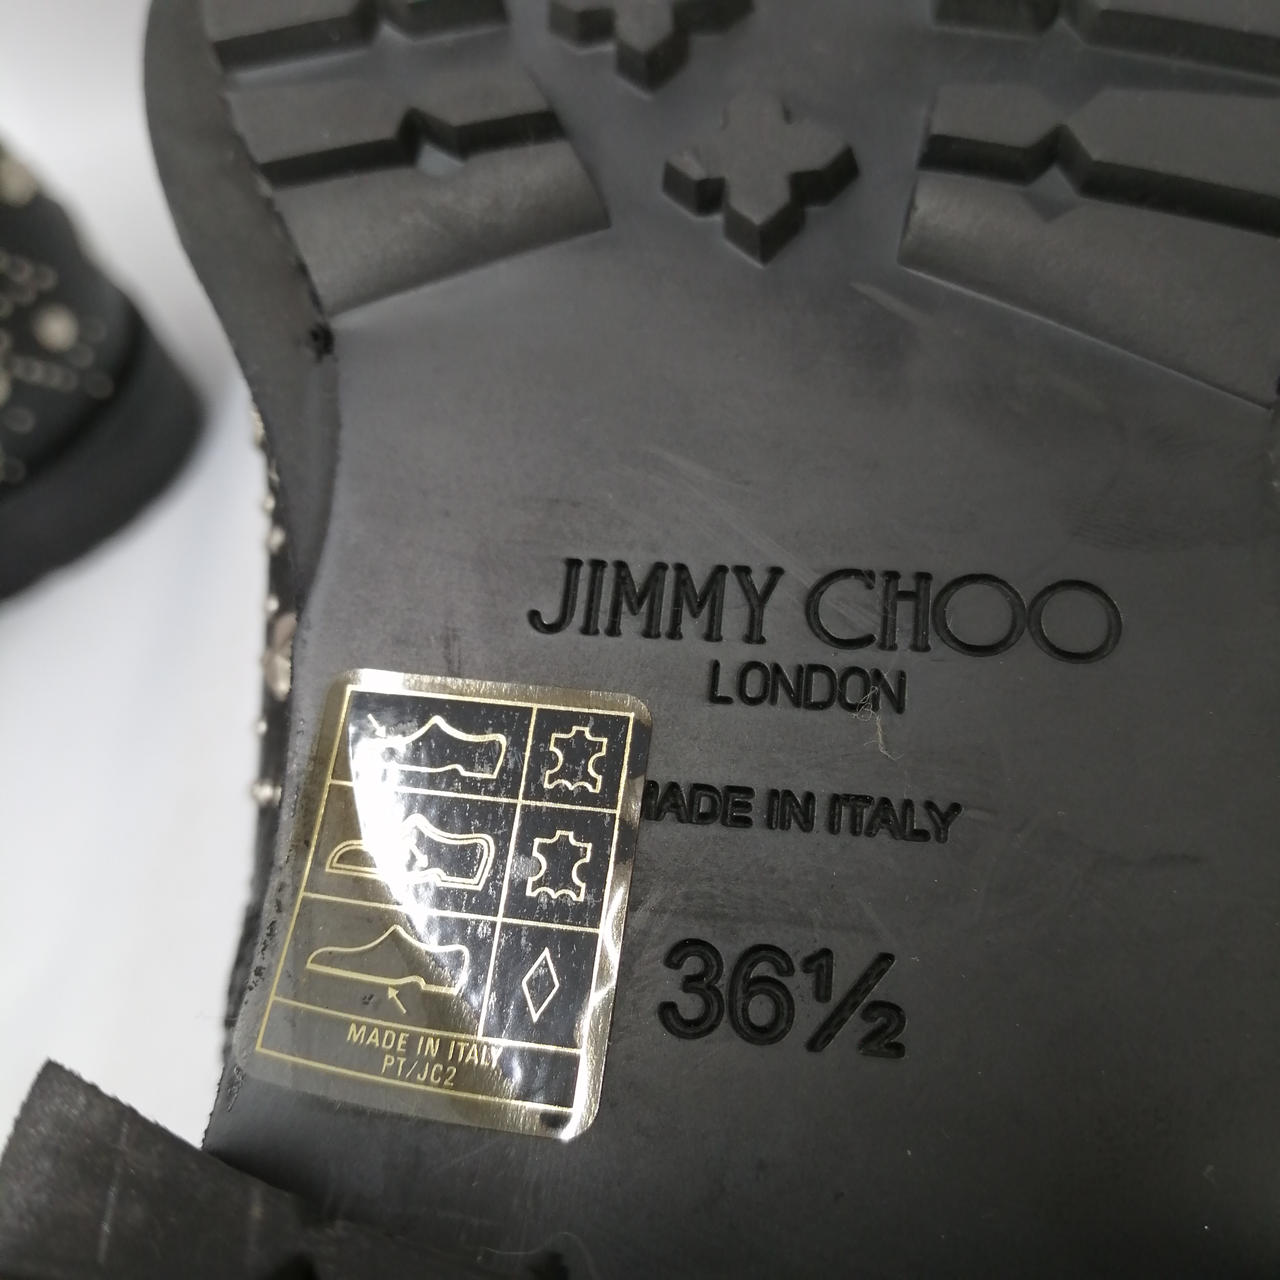 JIMMY CHOO
LONDON
MADE IN ITALY
36½
MADE IN ITALY
PT/JC2